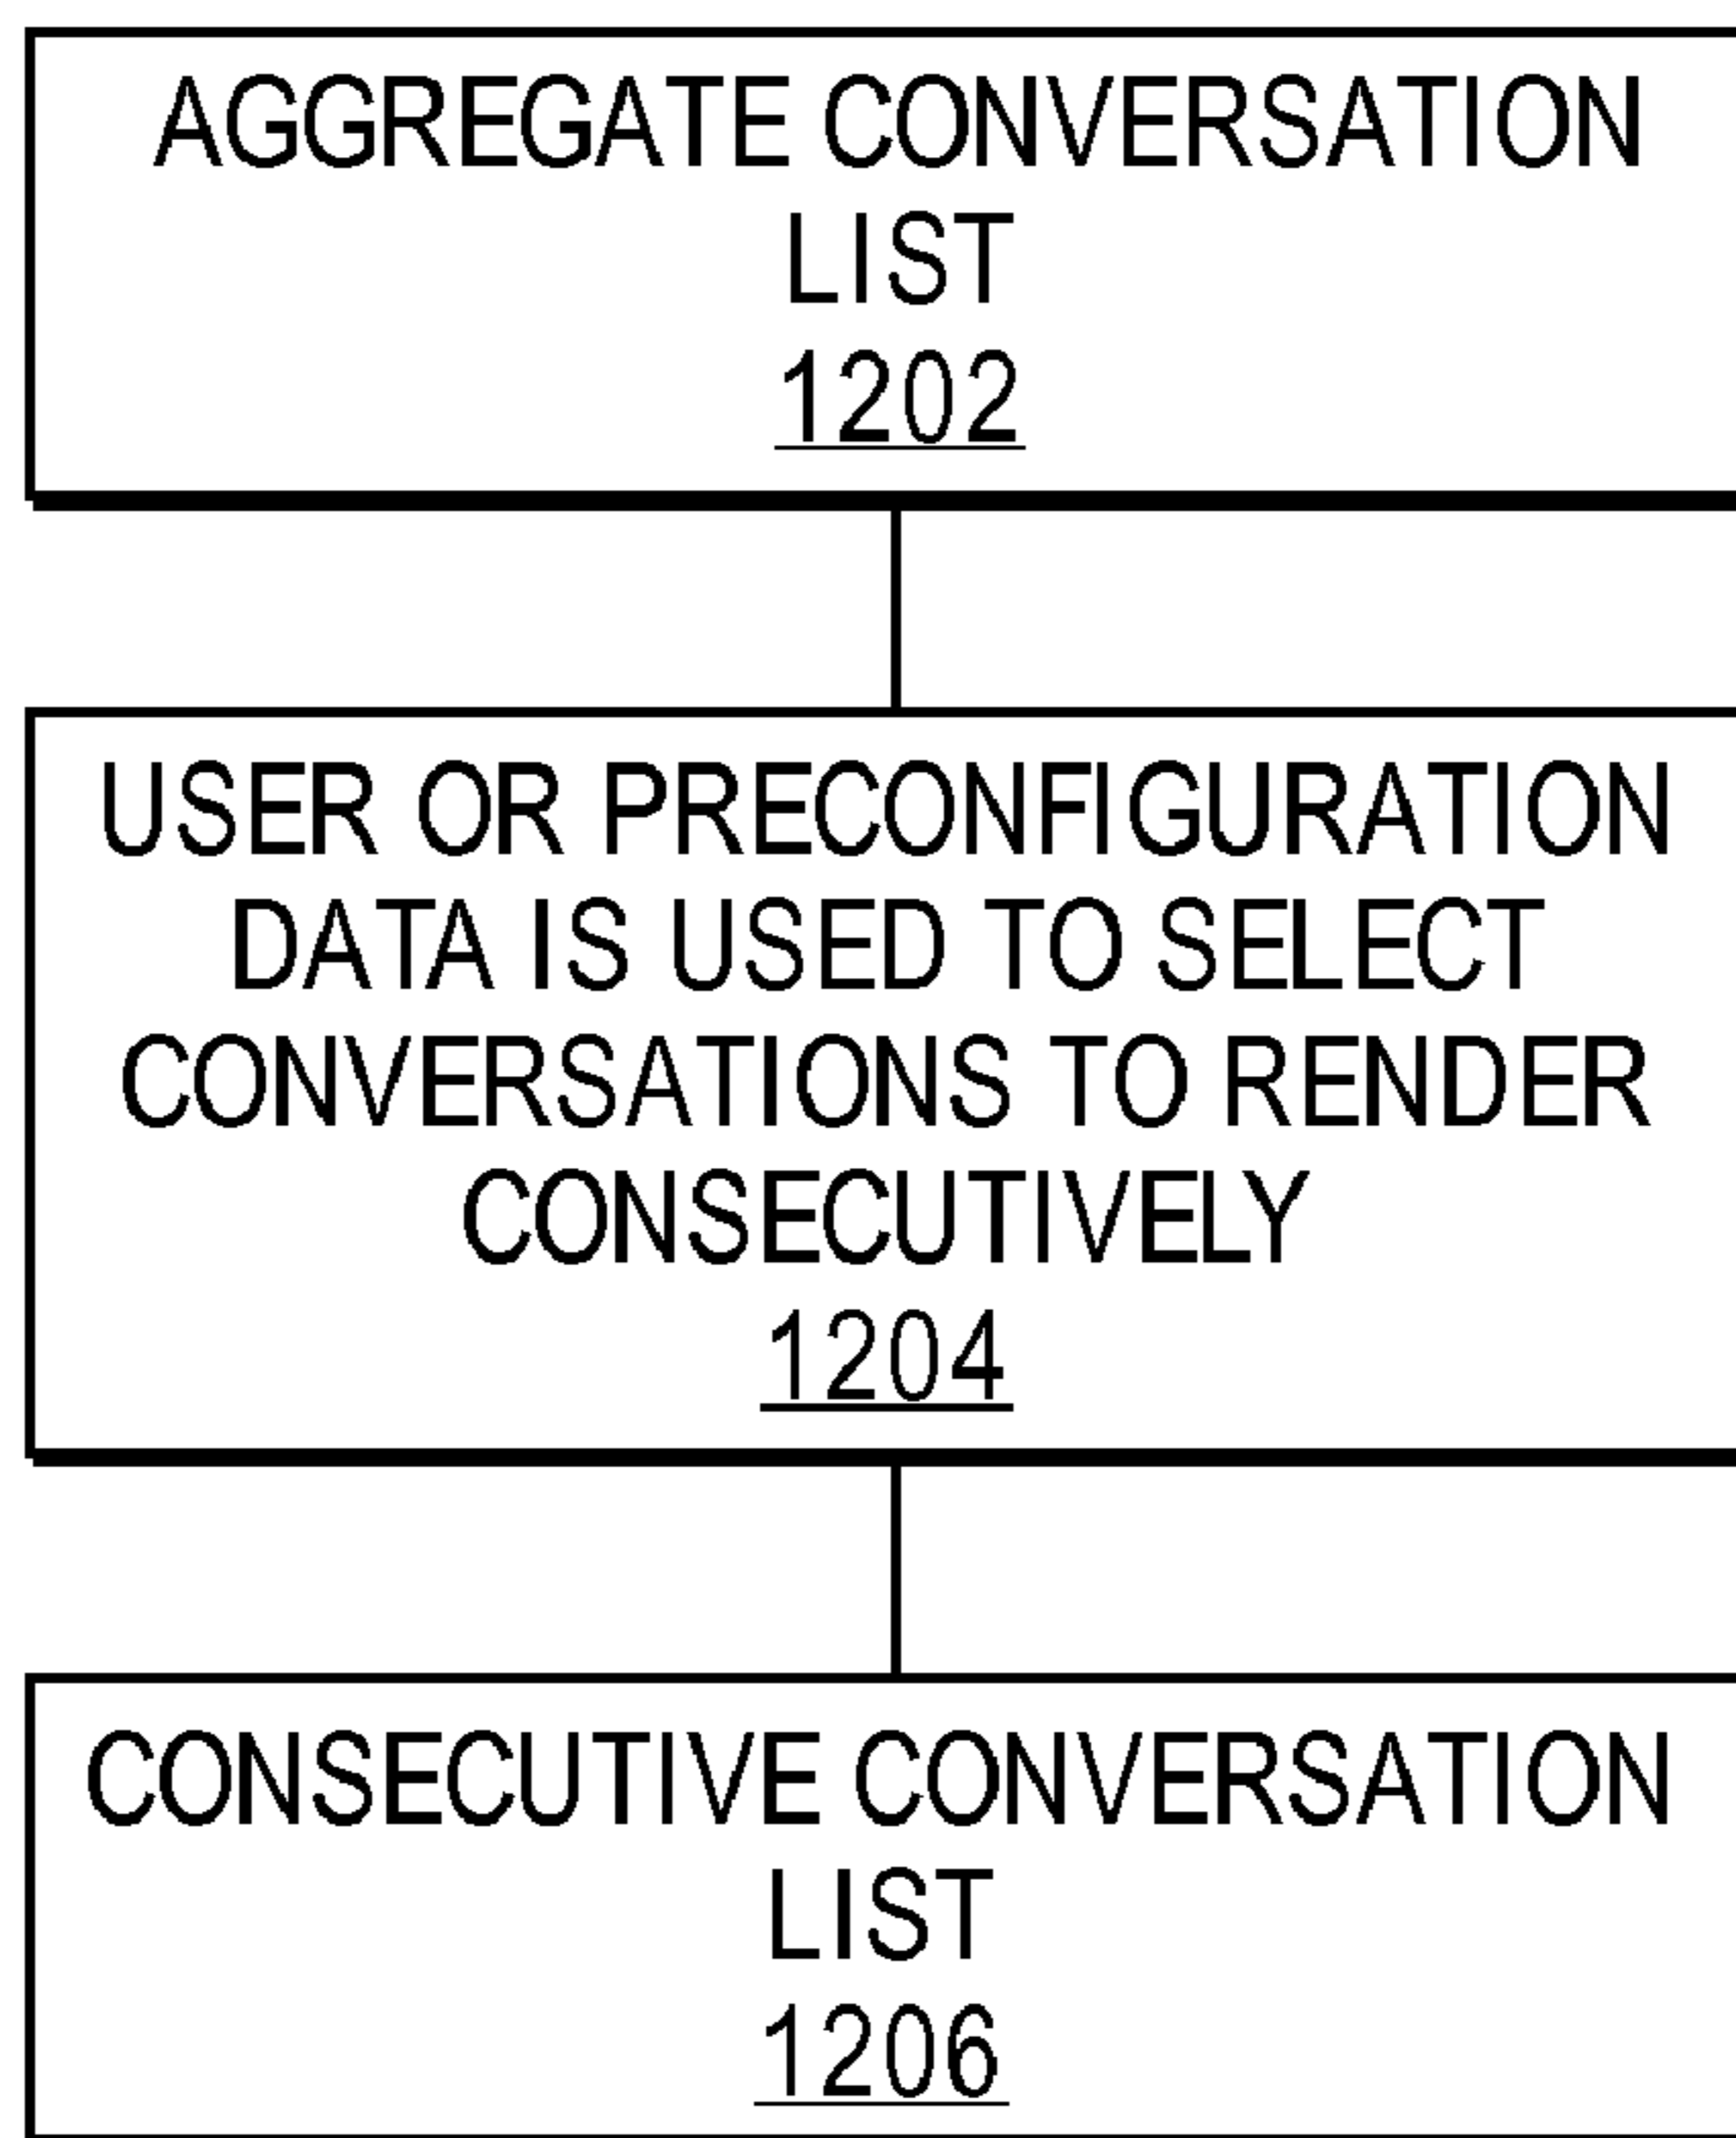 AGGREGATE CONVERSATION
LIST
1202
USER OR PRECONFIGURATION
DATA IS USED TO SELECT
CONVERSATIONS TO RENDER
CONSECUTIVELY
1204
CONSECUTIVE CONVERSATION
LIST
1206